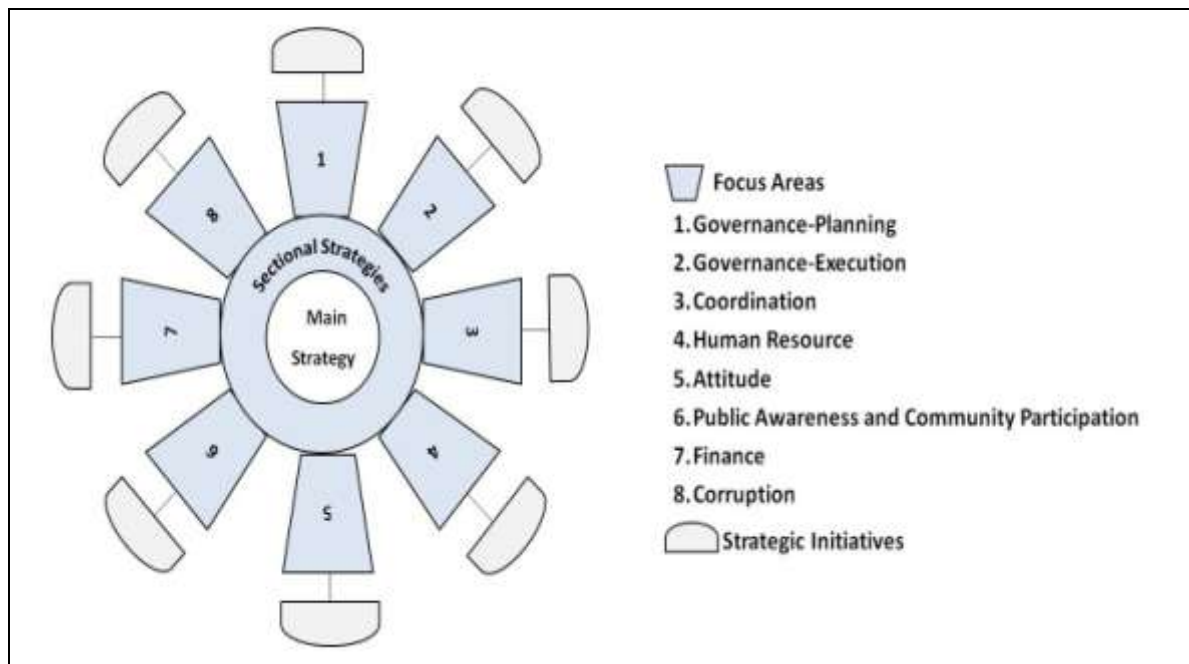 1
2
3
4
5
6
7
8
Sectional Strategies
Main
Strategy
Focus Areas
1.Governance-Planning
2.Governance-Execution
3.Coordination
4.Human Resource
5.Attitude
6.Public Awareness and Community Participation
7.Finance
8.Corruption
Strategic Initiatives